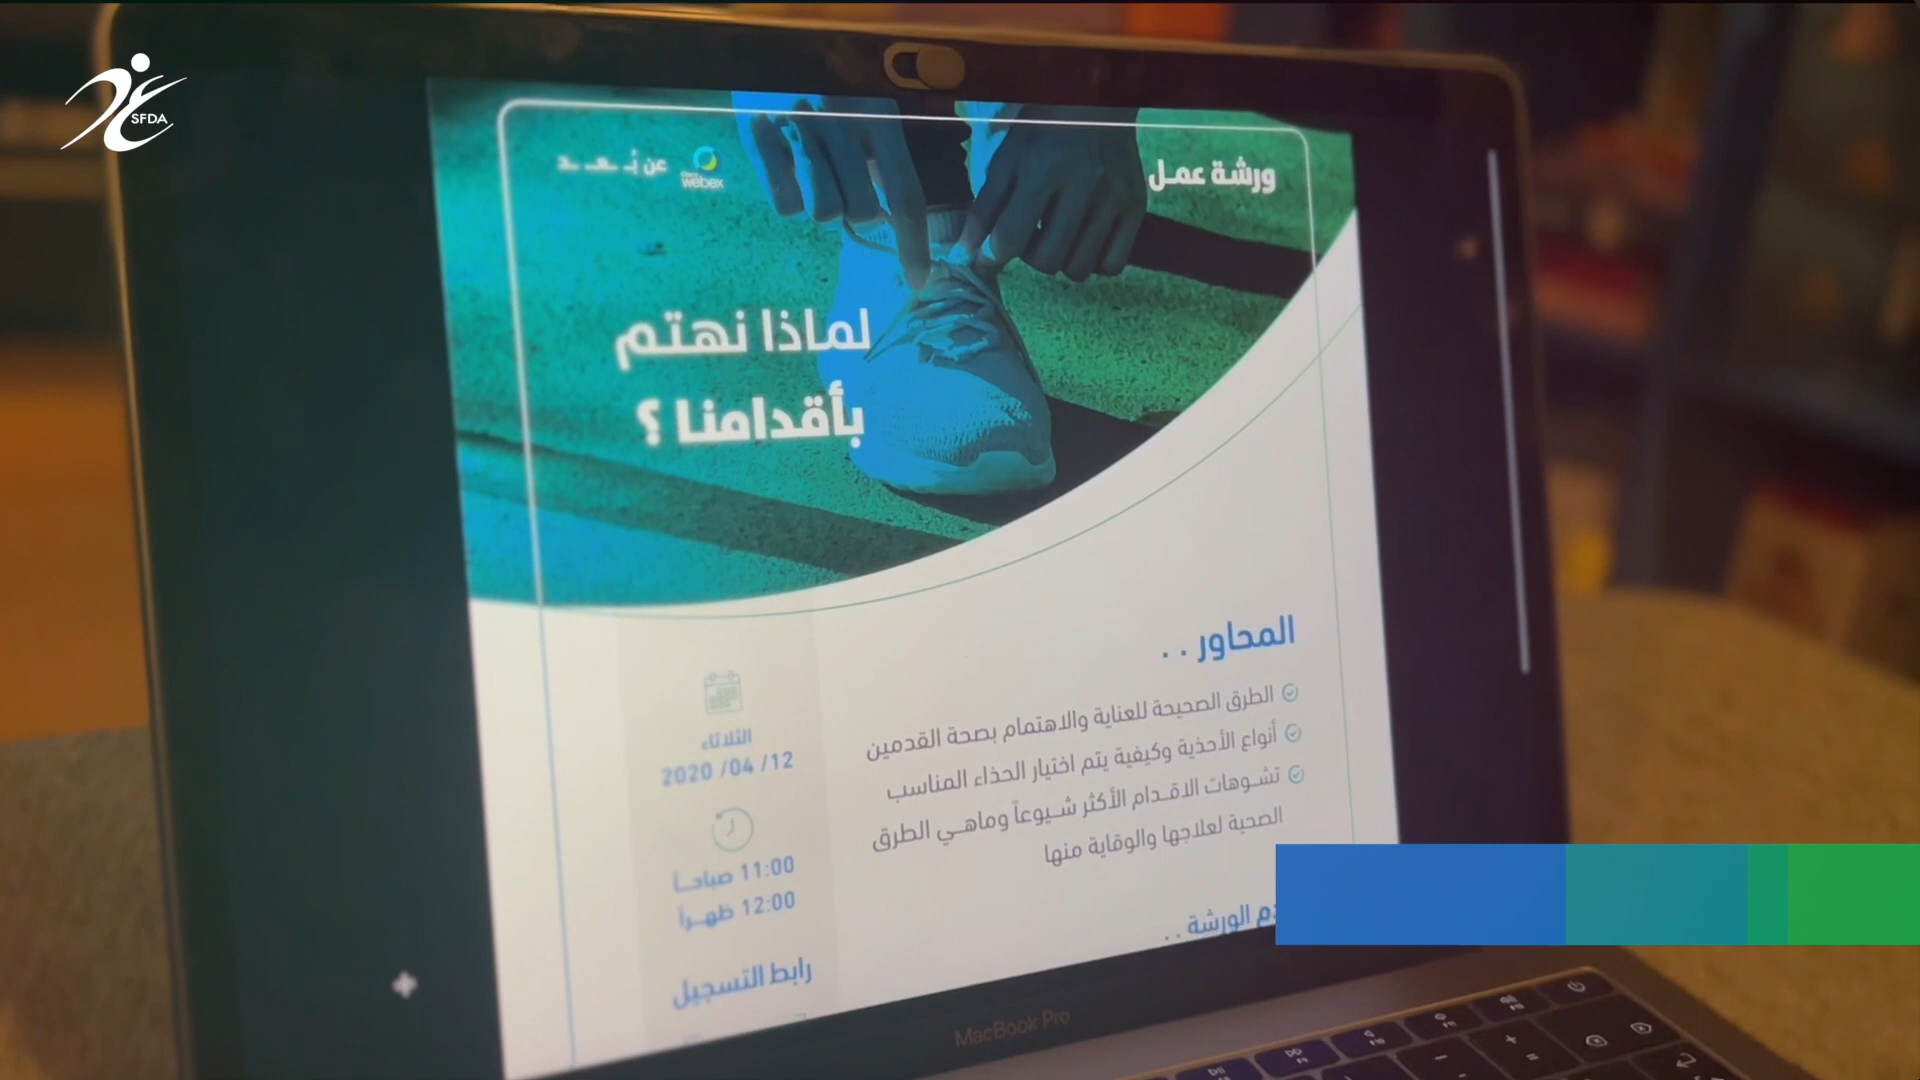 SFDA
ورشة عمل
عن بُعد
webex
لماذا نهتم
بأقدامنا ؟
المحاور . .
الطرق الصحيحة للعناية والاهتمام بصحة القدمين
أنواع الأحذية وكيفية يتم اختيار الحذاء المناسب
تشوهات الاقدام الأكثر شيوعاً وماهي الطرق
الصحية لعلاجها والوقاية منها
الورشة . .
الثلاثاء
2020 /04 /12
11:00 صباحاً
12:00 ظهراً
رابط التسجيل
MacBook Pro